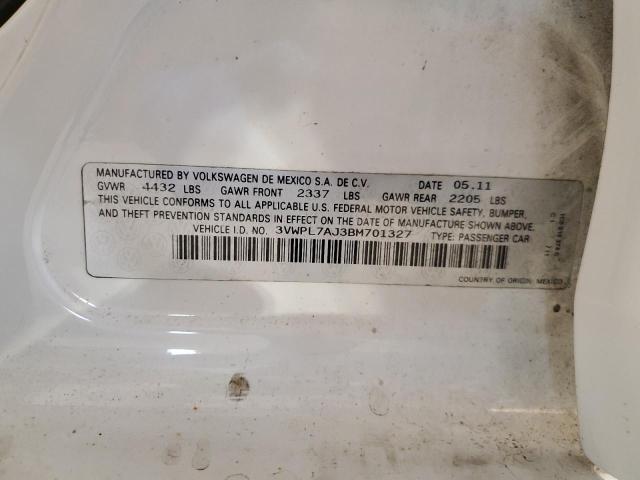 MANUFACTURED BY VOLKSWAGEN DE MEXICO S.A. DE C.V. DATE 05.11
GVWR 4432 LBS GAWR FRONT 2337 LBS GAWR REAR 2205 LBS
THIS VEHICLE CONFORMS TO ALL APPLICABLE U.S. FEDERAL MOTOR VEHICLE SAFETY, BUMPER,
AND THEFT PREVENTION STANDARDS IN EFFECT ON THE DATE OF MANUFACTURE SHOWN ABOVE.
VEHICLE I.D. NO. 3VWPL7AJ3BM701327 TYPE: PASSENGER CAR
COUNTRY OF ORIGIN: MEXICO